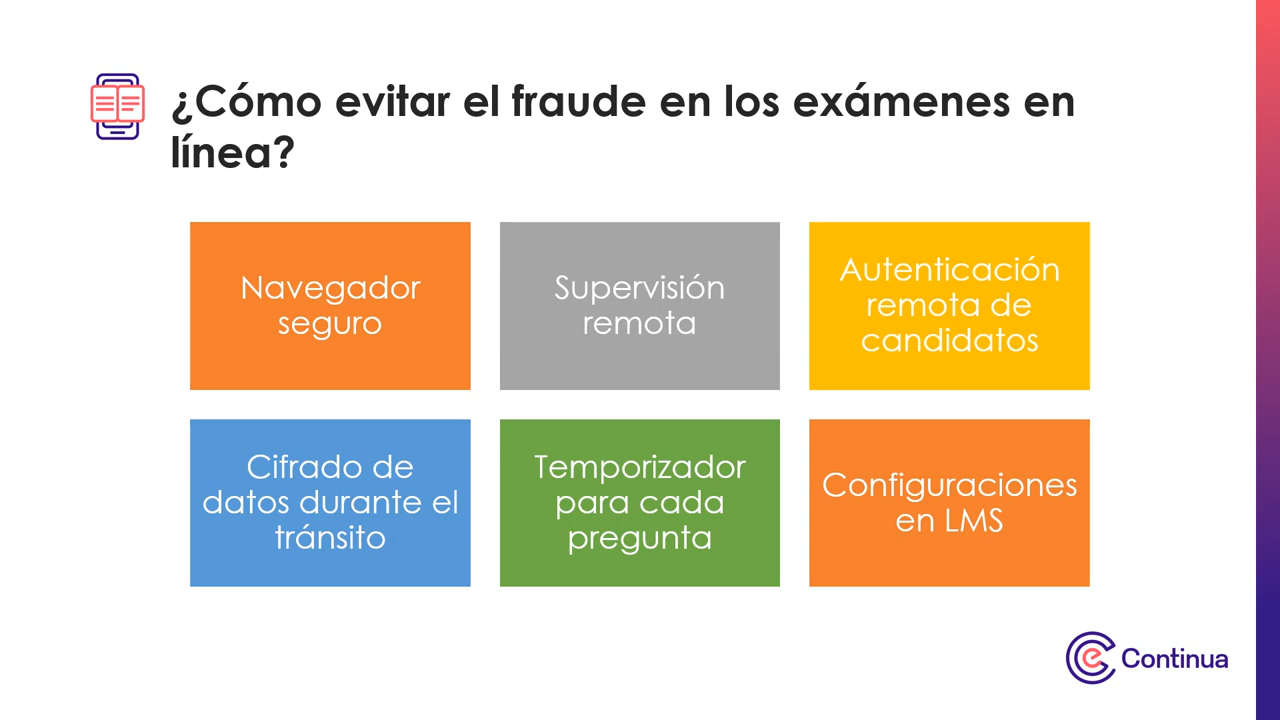 ¿Cómo evitar el fraude en los exámenes en
línea?
Navegador
seguro
Supervisión
remota
Autenticación
remota de
candidatos
Cifrado de
datos durante el
tránsito
Temporizador
para cada
pregunta
Configuraciones
en LMS
e Continua